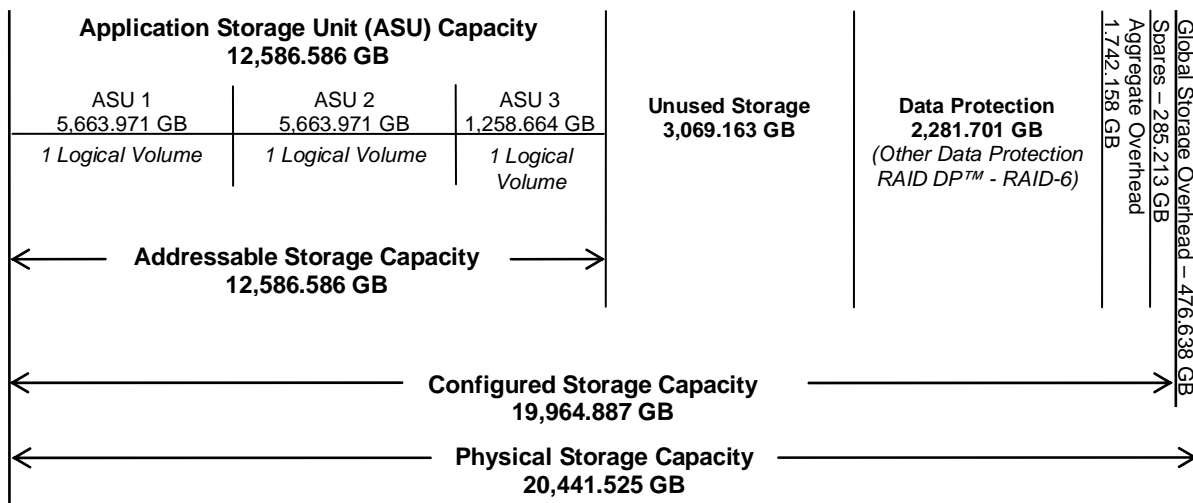 Application Storage Unit (ASU) Capacity
12,586.586 GB
ASU 1
5,663.971 GB
1 Logical Volume
ASU 2
5,663.971 GB
1 Logical Volume
ASU 3
1,258.664 GB
1 Logical
Volume
Unused Storage
3,069.163 GB
Data Protection
2,281.701 GB
(Other Data Protection
RAID DP™ - RAID-6)
Aggregate Overhead
1.742.158 GB
Spares – 285.213 GB
Global Storage Overhead – 476.638 GB
Addressable Storage Capacity
12,586.586 GB
Configured Storage Capacity
19,964.887 GB
Physical Storage Capacity
20,441.525 GB